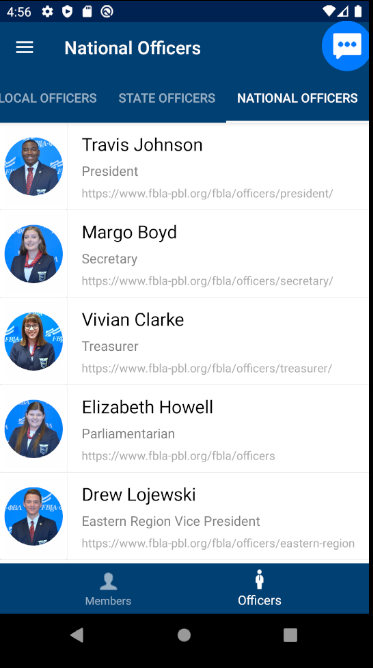 4:56
National Officers
LOCAL OFFICERS STATE OFFICERS NATIONAL OFFICERS
Travis Johnson
President
https://www.fbla-pbl.org/fbla/officers/president/
Margo Boyd
Secretary
https://www.fbla-pbl.org/fbla/officers/secretary/
Vivian Clarke
Treasurer
https://www.fbla-pbl.org/fbla/officers/treasurer/
Elizabeth Howell
Parliamentarian
https://www.fbla-pbl.org/fbla/officers
Drew Lojewski
Eastern Region Vice President
https://www.fbla-pbl.org/fbla/officers/eastern-region
Members Officers